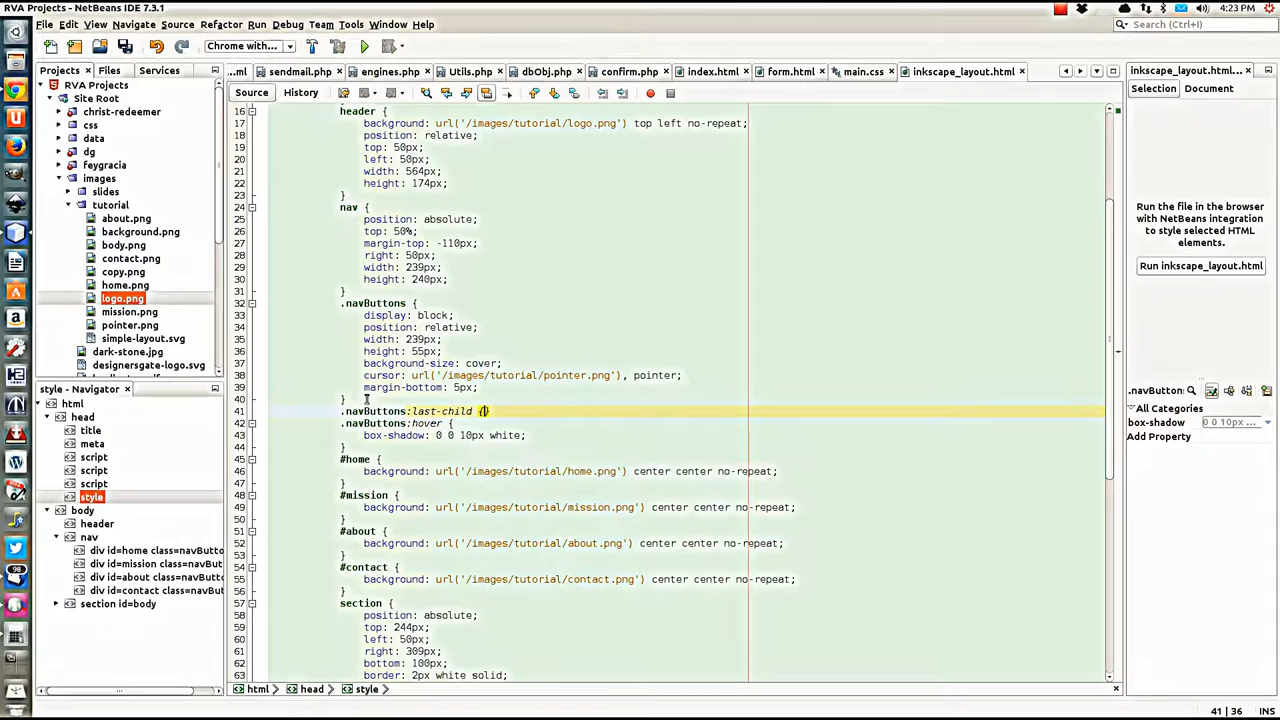 RVA Projects - NetBeans IDE 7.3.1
4:23 PM
File Edit View Navigate Source Refactor Run Debug Team Tools Window Help
Chrome with...
Search (Ctrl+I)
Projects Files Services
...ml sendmail.php engines.php Utils.php dbObj.php confirm.php index.html form.html main.css inkscape_layout.html
inkscape_layout.html...
Source History
Selection Document
RVA Projects
Site Root
christ-redeemer
css
data
dg
feygracia
images
slides
tutorial
about.png
background.png
body.png
contact.png
copy.png
home.png
logo.png
mission.png
pointer.png
simple-layout.svg
dark-stone.jpg
designersgate-logo.svg
style - Navigator
html
head
title
meta
script
script
script
style
body
header
nav
div id=home class=navButto
div id=mission class=navButt
div id=about class=navButto
div id=contact class=navButt
section id=body
98
16 header {
17 background: url('/images/tutorial/logo.png') top left no-repeat;
18 position: relative;
19 top: 50px;
20 left: 50px;
21 width: 564px;
22 height: 174px;
23 }
24 nav {
25 position: absolute;
26 top: 50%;
27 margin-top: -110px;
28 right: 50px;
29 width: 239px;
30 height: 240px;
31 }
32 .navButtons {
33 display: block;
34 position: relative;
35 width: 239px;
36 height: 55px;
37 background-size: cover;
38 cursor: url('/images/tutorial/pointer.png'), pointer;
39 margin-bottom: 5px;
40 }
41 .navButtons:last-child {}
42 .navButtons:hover {
43 box-shadow: 0 0 10px white;
44 }
45 #home {
46 background: url('/images/tutorial/home.png') center center no-repeat;
47 }
48 #mission {
49 background: url('/images/tutorial/mission.png') center center no-repeat;
50 }
51 #about {
52 background: url('/images/tutorial/about.png') center center no-repeat;
53 }
54 #contact {
55 background: url('/images/tutorial/contact.png') center center no-repeat;
56 }
57 section {
58 position: absolute;
59 top: 244px;
60 left: 50px;
61 right: 309px;
62 bottom: 100px;
63 border: 2px white solid;
html head style
Run the file in the browser
with NetBeans integration
to style selected HTML
elements.
Run inkscape_layout.html
.navButton:
All Categories
box-shadow 0 0 10px ...
Add Property
41 | 36 INS